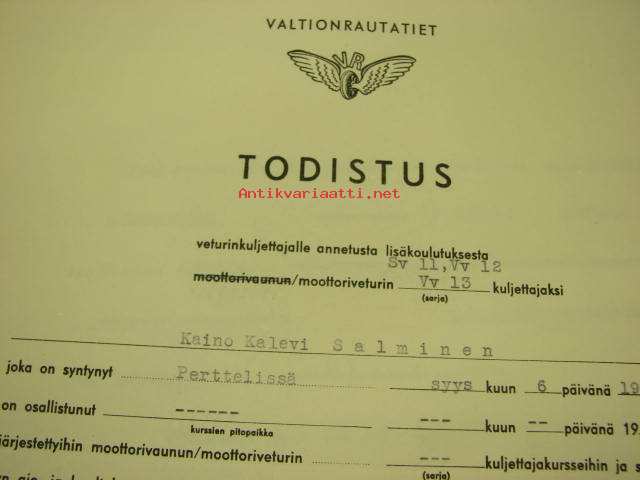 VALTIONRAUTATIET
VR
TODISTUS
Antikvariaatti.net
veturinkuljettajalle annetusta lisäkoulutuksesta
Sv 11, Vv 12
moottorivaunun/moottoriveturin Vv 13 kuljettajaksi
(sarja)
Kaino Kalevi Salminen
joka on syntynyt Perttelissä syys kuun 6 päivänä 19
on osallistunut ------ --- kuun -- päivänä 19
kurssien pitopaikka
järjestettyihin moottorivaunun/moottoriveturin --- kuljettajakursseihin ja s
(sarja)